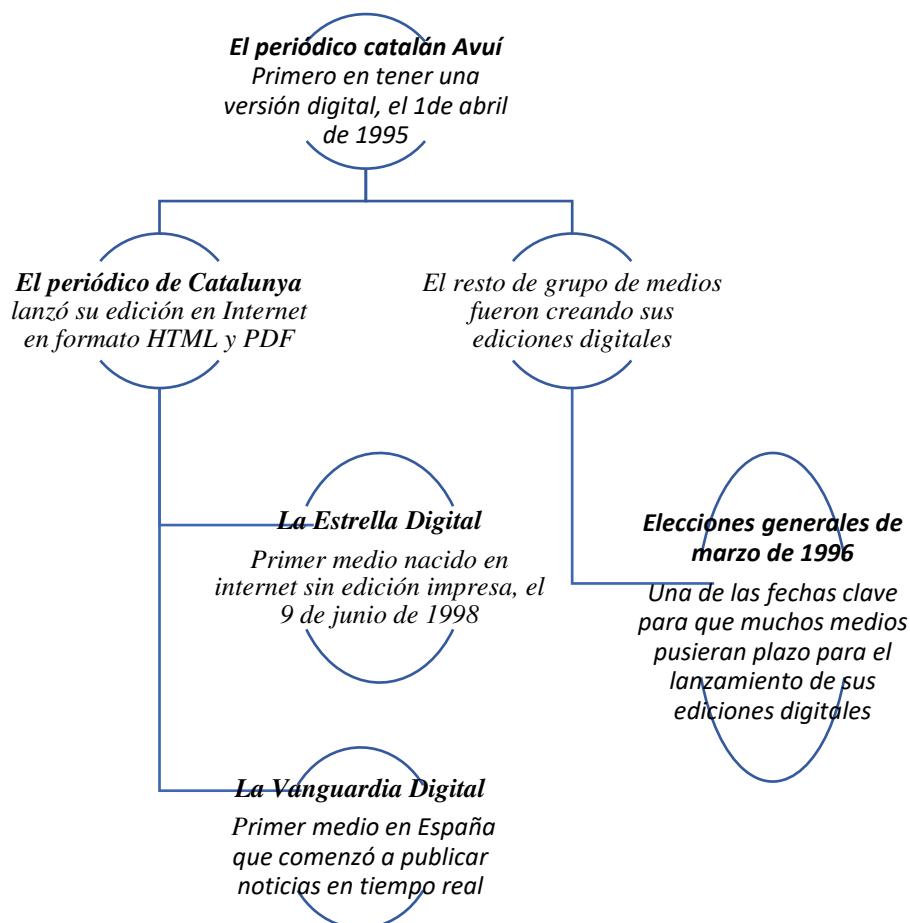 El periódico catalán Avuí
Primero en tener una
versión digital, el 1de abril
de 1995
El periódico de Catalunya
lanzó su edición en Internet
en formato HTML y PDF
El resto de grupo de medios
fueron creando sus
ediciones digitales
La Estrella Digital
Primer medio nacido en
internet sin edición impresa, el
9 de junio de 1998
Elecciones generales de
marzo de 1996
Una de las fechas clave
para que muchos medios
pusieran plazo para el
lanzamiento de sus
ediciones digitales
La Vanguardia Digital
Primer medio en España
que comenzó a publicar
noticias en tiempo real